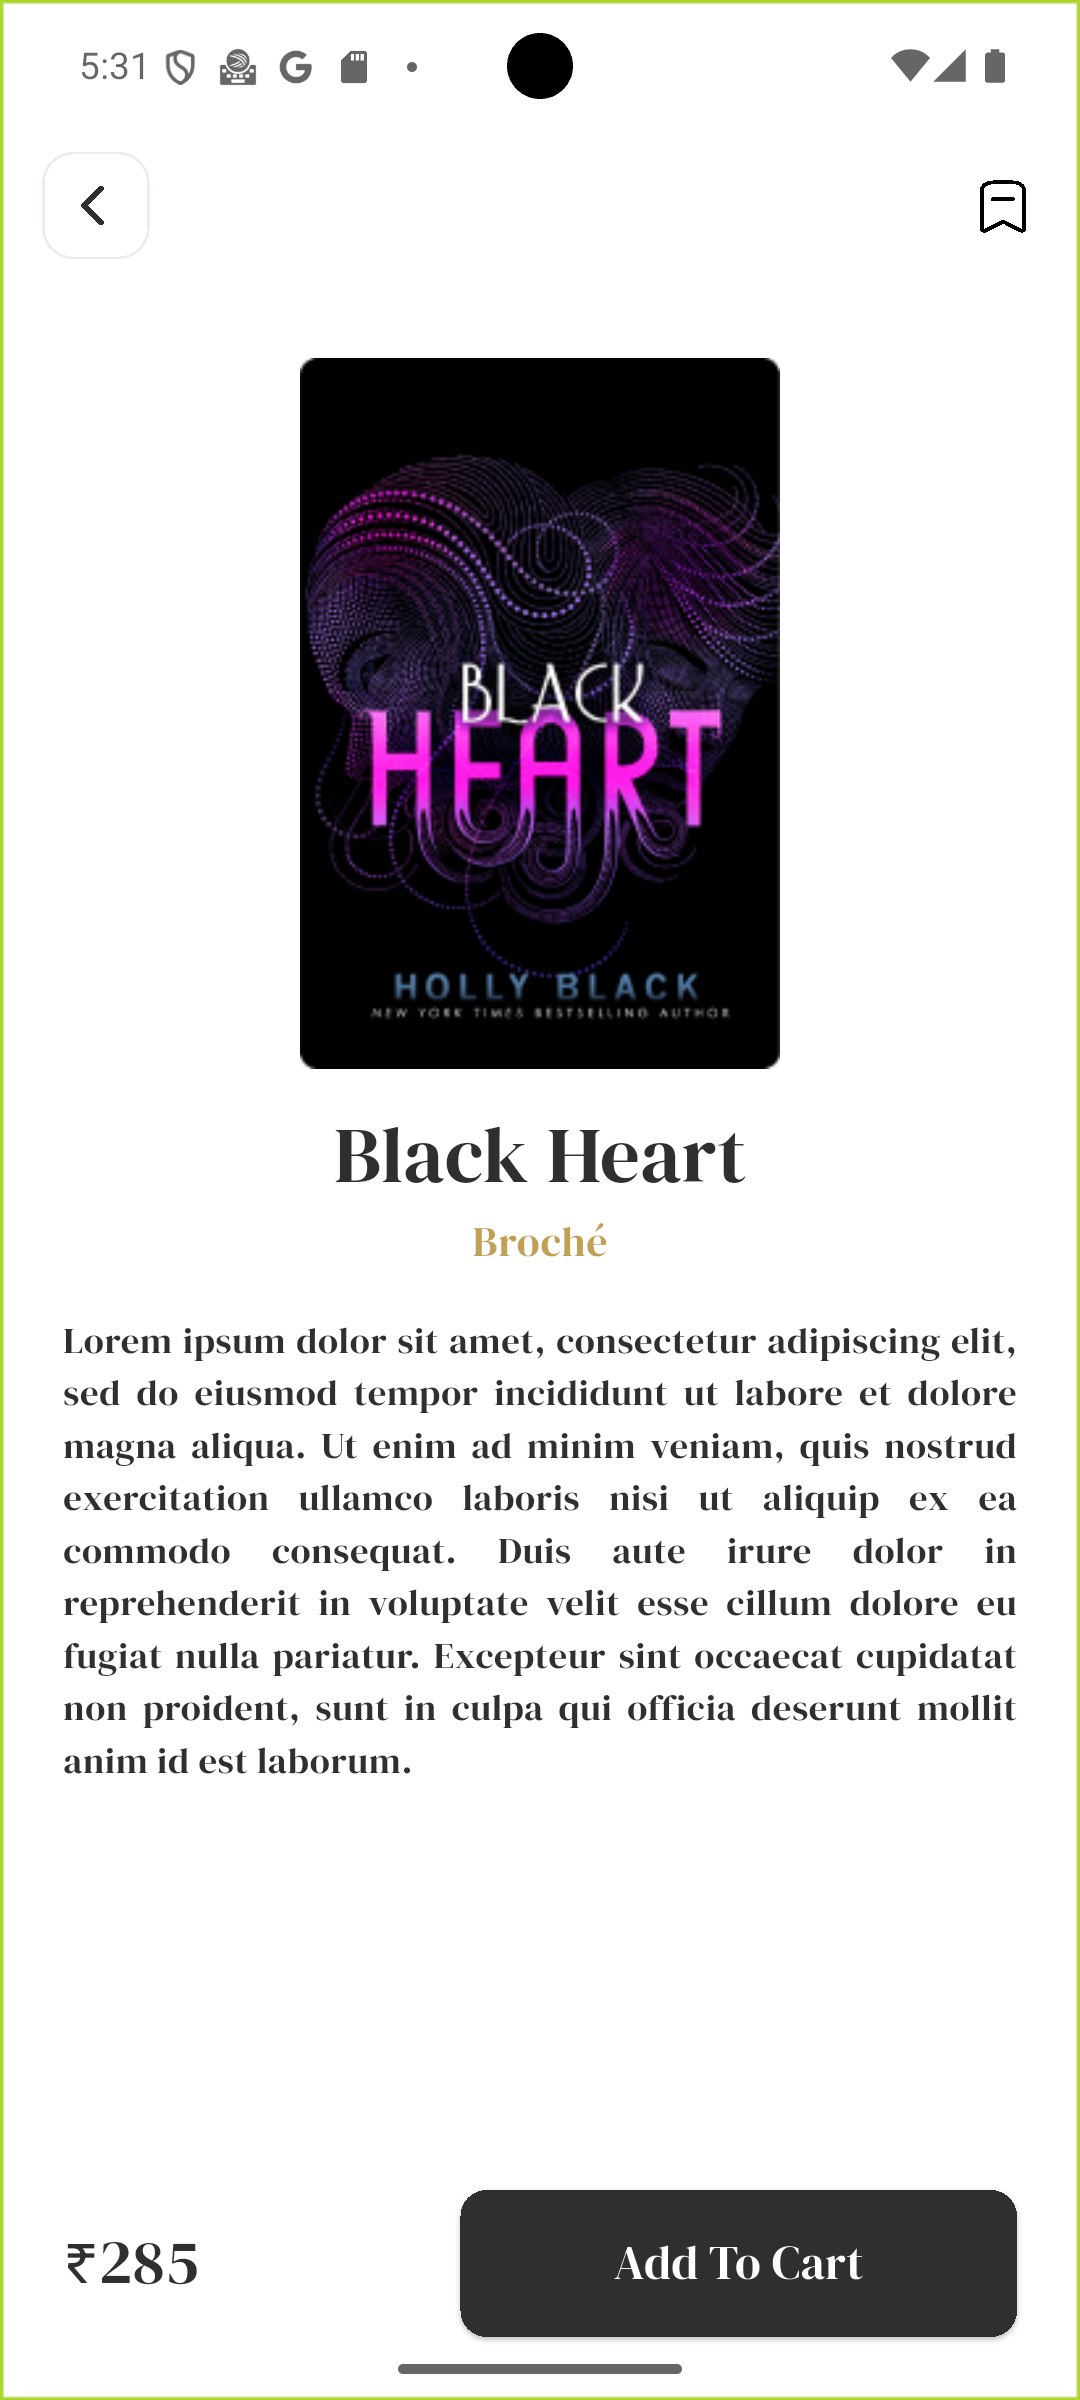 5:31
BLACK
HEART
HOLLY BLACK
NEW YORK TIMES BESTSELLING AUTHOR
Black Heart
Broché
Lorem ipsum dolor sit amet, consectetur adipiscing elit,
sed do eiusmod tempor incididunt ut labore et dolore
magna aliqua. Ut enim ad minim veniam, quis nostrud
exercitation ullamco laboris nisi ut aliquip ex ea
commodo consequat. Duis aute irure dolor in
reprehenderit in voluptate velit esse cillum dolore eu
fugiat nulla pariatur. Excepteur sint occaecat cupidatat
non proident, sunt in culpa qui officia deserunt mollit
anim id est laborum.
₹285
Add To Cart